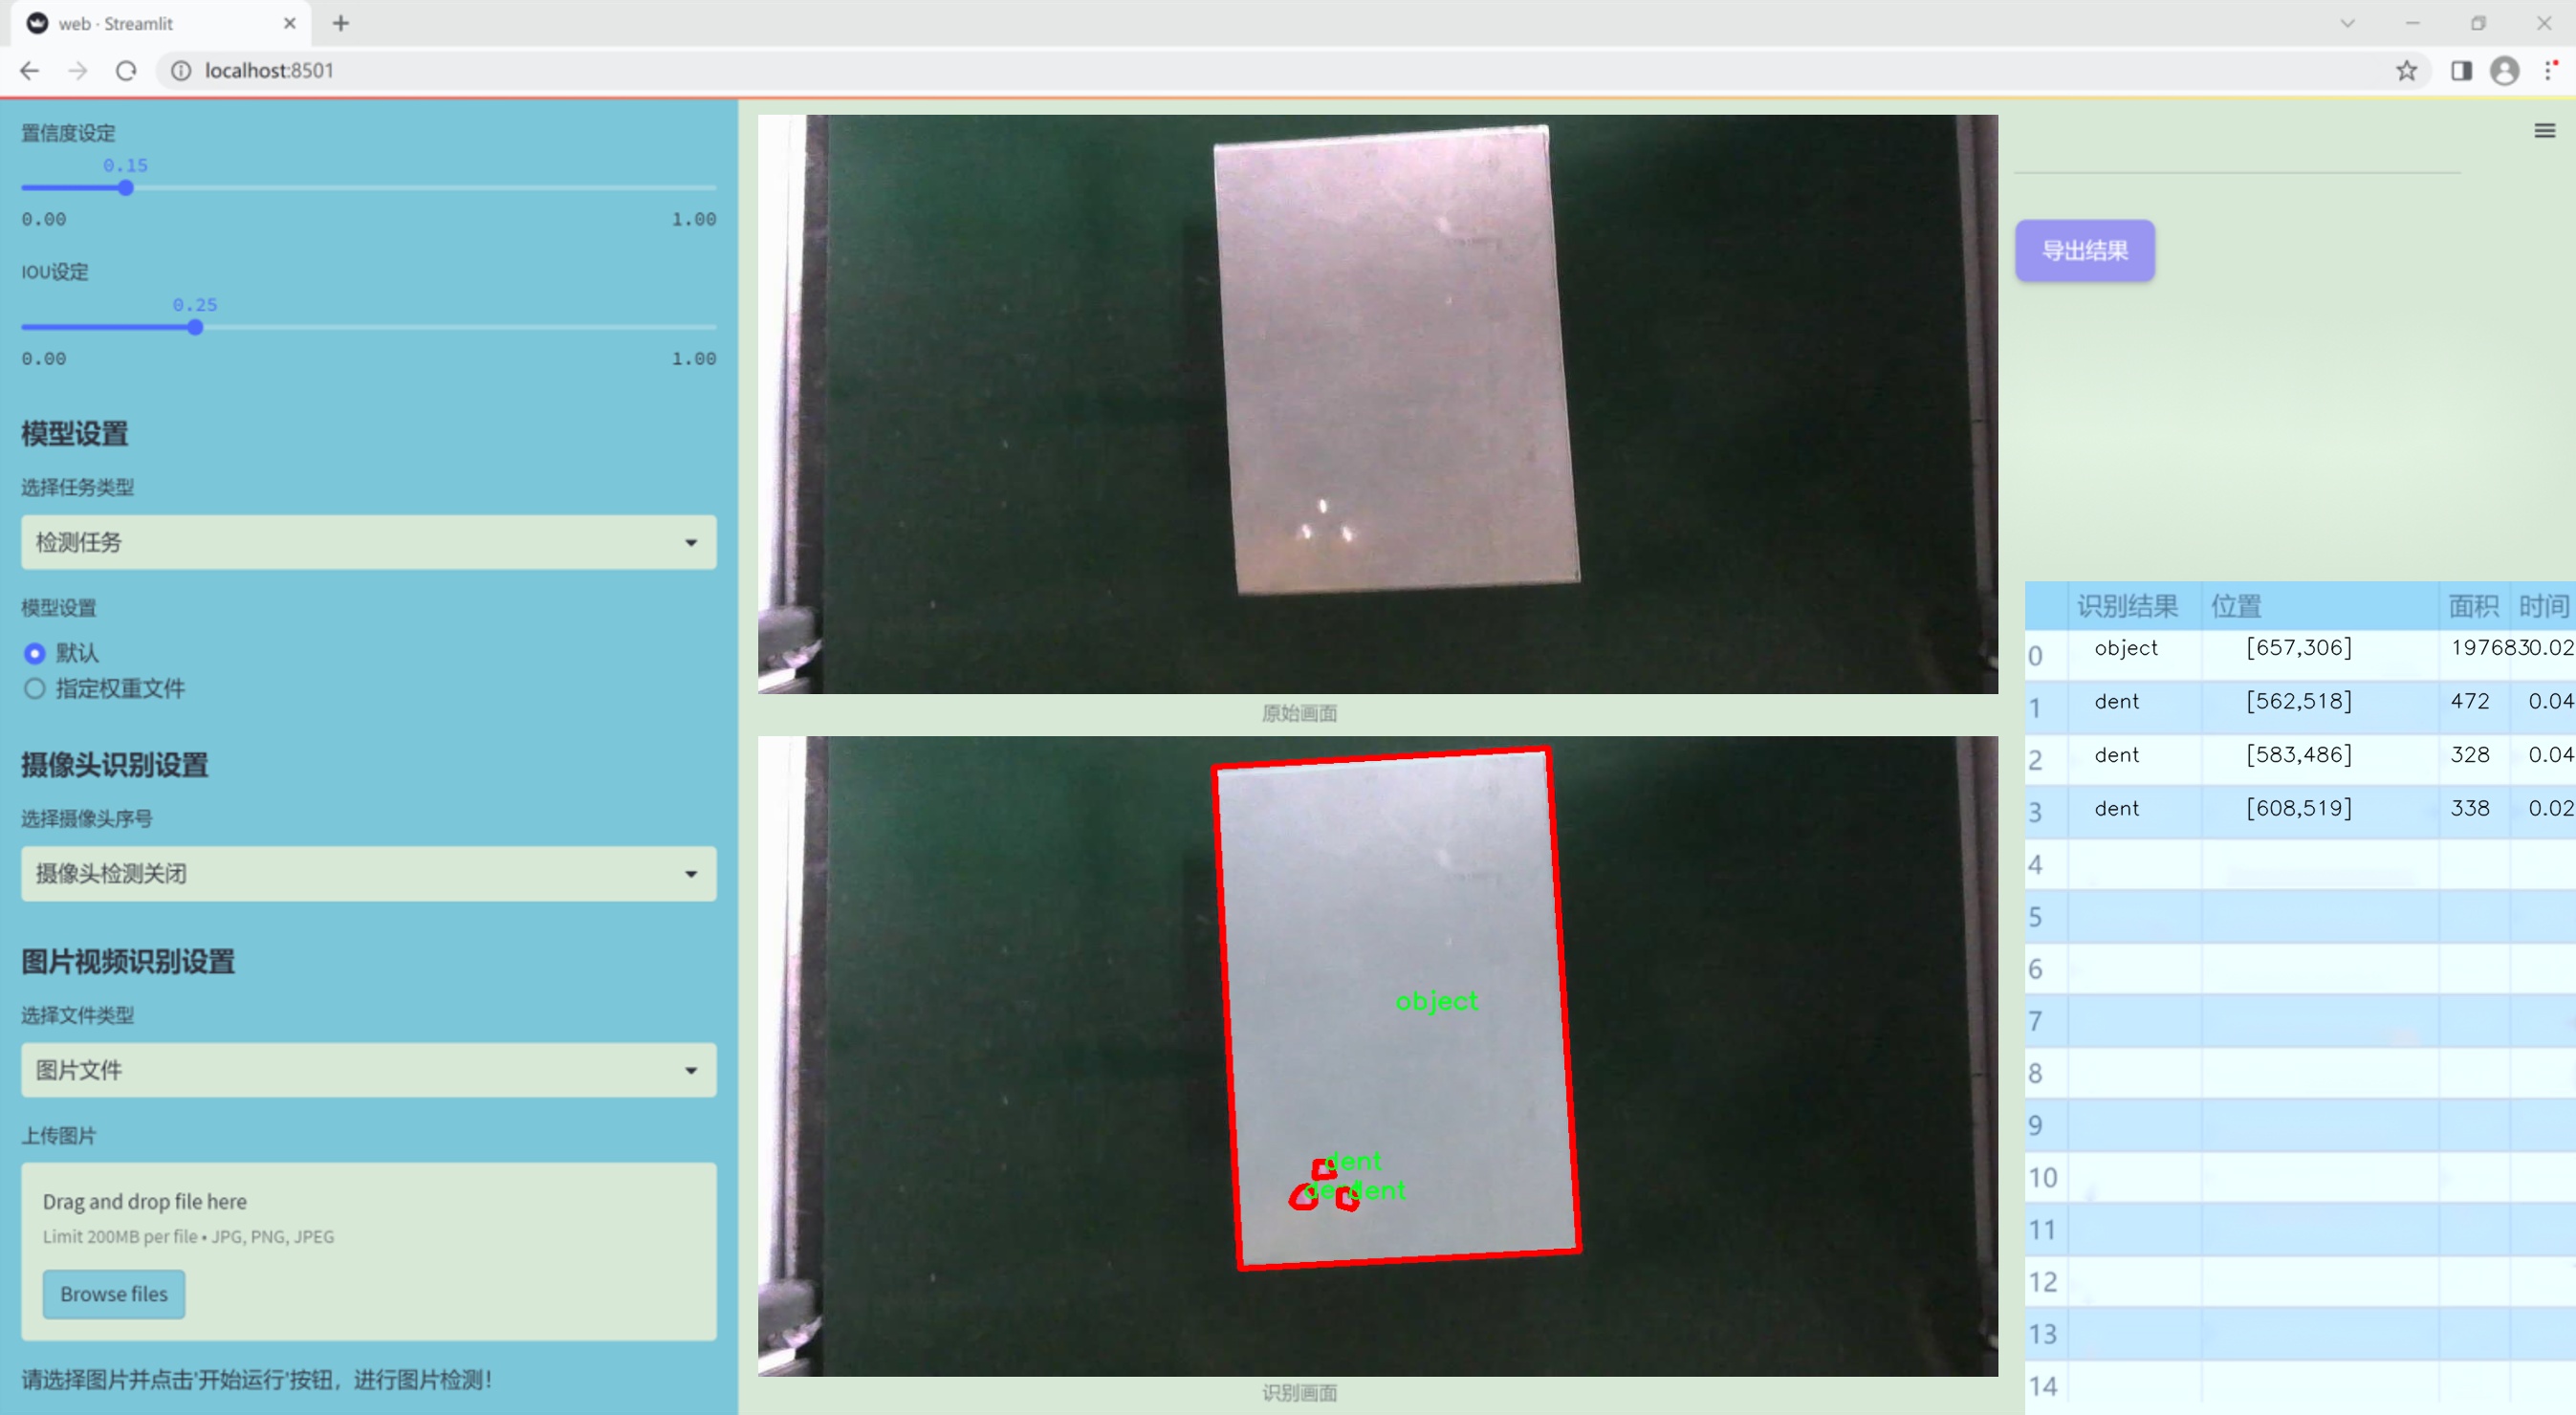 web · Streamlit
localhost:8501
置信度设定
0.15
0.00 1.00
IOU设定
0.25
0.00 1.00
模型设置
选择任务类型
检测任务
模型设置
默认
指定权重文件
摄像头识别设置
选择摄像头序号
摄像头检测关闭
图片视频识别设置
选择文件类型
图片文件
上传图片
Drag and drop file here
Limit 200MB per file • JPG, PNG, JPEG
Browse files
请选择图片并点击'开始运行'按钮，进行图片检测！
原始画面
object
dent
dent
dent
识别画面
导出结果
识别结果 位置 面积 时间
0 object [657,306] 197683 0.02
1 dent [562,518] 472 0.04
2 dent [583,486] 328 0.04
3 dent [608,519] 338 0.02
4
5
6
7
8
9
10
11
12
13
14